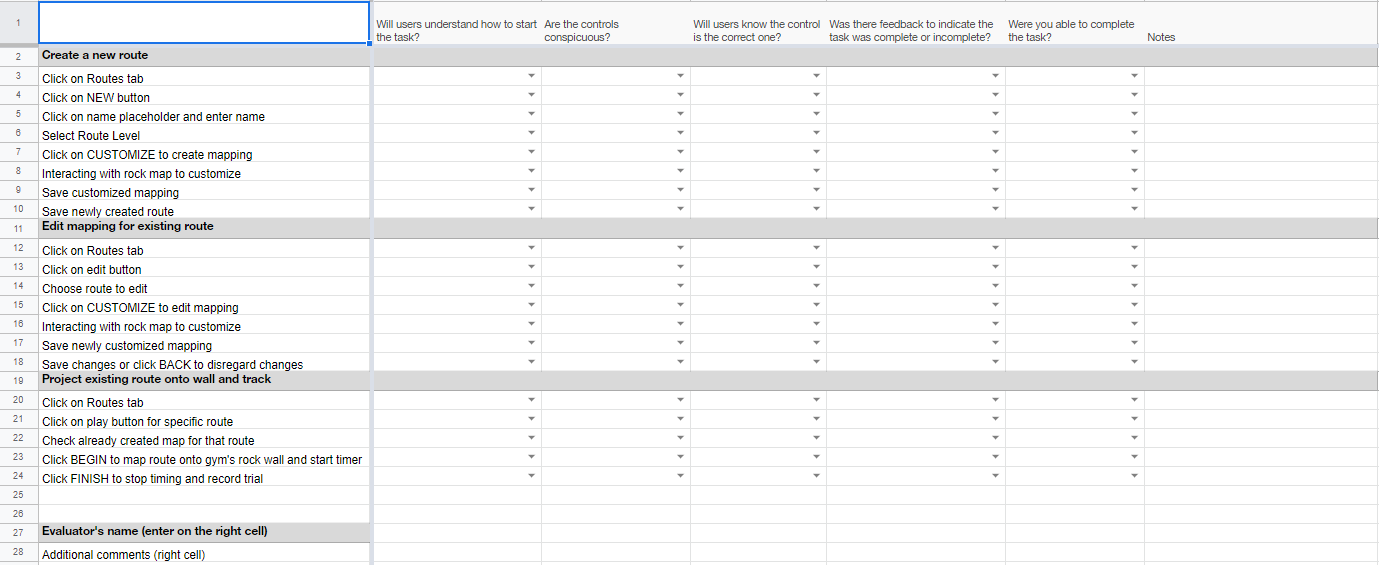 1 Will users understand how to start the task? Are the controls conspicuous? Will users know the control is the correct one? Was there feedback to indicate the task was complete or incomplete? Were you able to complete the task? Notes
2 Create a new route
3 Click on Routes tab
4 Click on NEW button
5 Click on name placeholder and enter name
6 Select Route Level
7 Click on CUSTOMIZE to create mapping
8 Interacting with rock map to customize
9 Save customized mapping
10 Save newly created route
11 Edit mapping for existing route
12 Click on Routes tab
13 Click on edit button
14 Choose route to edit
15 Click on CUSTOMIZE to edit mapping
16 Interacting with rock map to customize
17 Save newly customized mapping
18 Save changes or click BACK to disregard changes
19 Project existing route onto wall and track
20 Click on Routes tab
21 Click on play button for specific route
22 Check already created map for that route
23 Click BEGIN to map route onto gym's rock wall and start timer
24 Click FINISH to stop timing and record trial
25
26
27 Evaluator's name (enter on the right cell)
28 Additional comments (right cell)